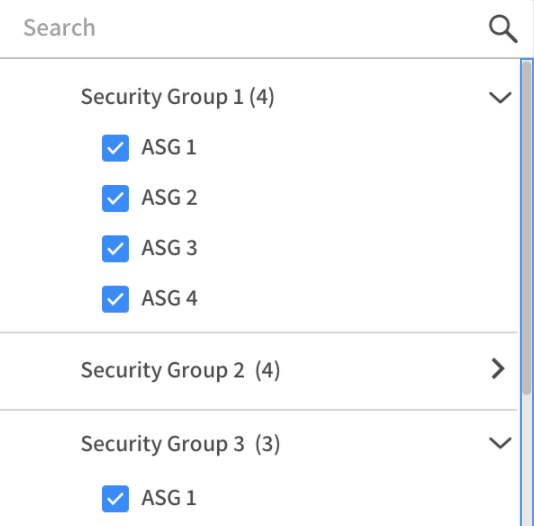 Search
Security Group 1 (4)
ASG 1
ASG 2
ASG 3
ASG 4
Security Group 2 (4)
Security Group 3 (3)
ASG 1